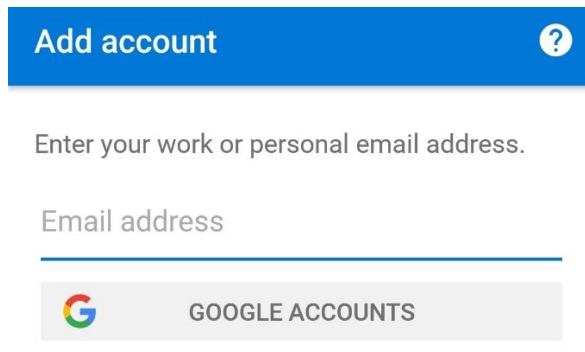 Add account
?
Enter your work or personal email address.
Email address
G
GOOGLE ACCOUNTS